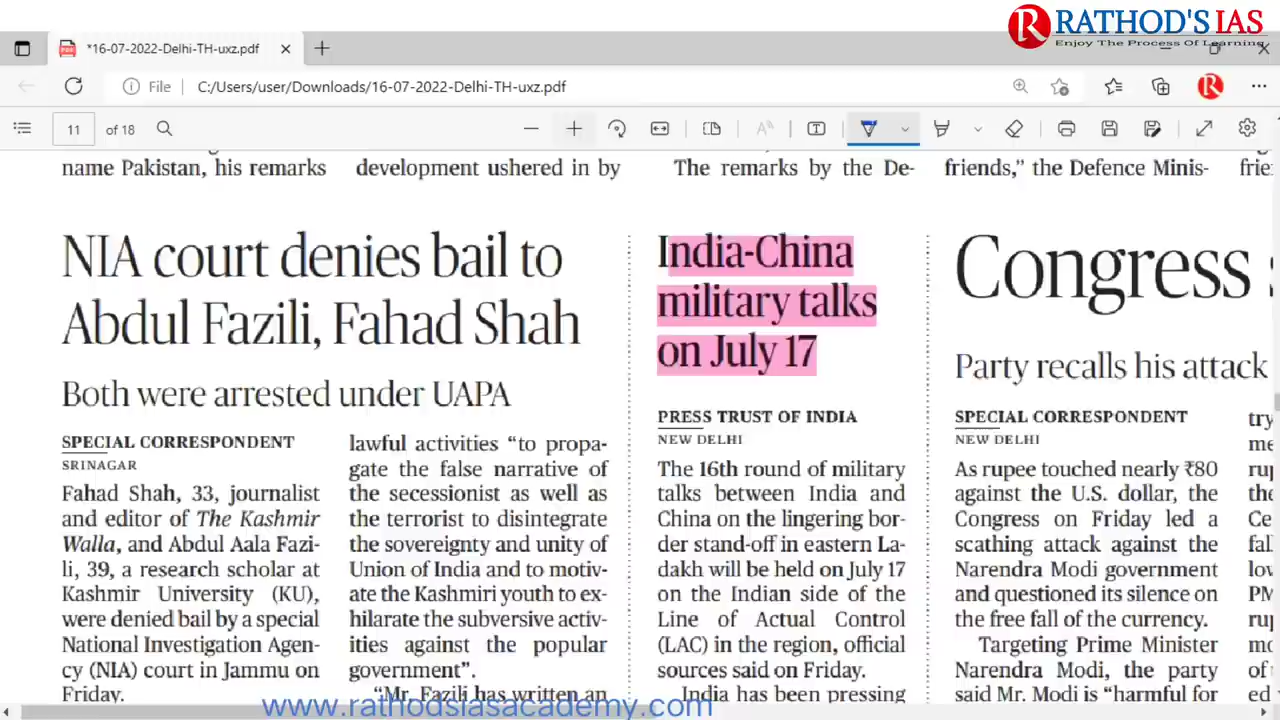 RATHOD'S IAS
Enjoy The Process Of Learning
*16-07-2022-Delhi-TH-uxz.pdf
File C:/Users/user/Downloads/16-07-2022-Delhi-TH-uxz.pdf
11 of 18
name Pakistan, his remarks
development ushered in by
The remarks by the De-
friends,” the Defence Minis-
frie
NIA court denies bail to
Abdul Fazili, Fahad Shah
Both were arrested under UAPA
SPECIAL CORRESPONDENT
SRINAGAR
Fahad Shah, 33, journalist
and editor of The Kashmir
Walla, and Abdul Aala Fazi-
li, 39, a research scholar at
Kashmir University (KU),
were denied bail by a special
National Investigation Agen-
cy (NIA) court in Jammu on
Friday.
lawful activities “to propa-
gate the false narrative of
the secessionist as well as
the terrorist to disintegrate
the sovereignty and unity of
Union of India and to motiv-
ate the Kashmiri youth to ex-
hilarate the subversive activ-
ities against the popular
government”.
“Mr. Fazili has written an
India-China
military talks
on July 17
PRESS TRUST OF INDIA
NEW DELHI
The 16th round of military
talks between India and
China on the lingering bor-
der stand-off in eastern La-
dakh will be held on July 17
on the Indian side of the
Line of Actual Control
(LAC) in the region, official
sources said on Friday.
India has been pressing
Congress
Party recalls his attack
SPECIAL CORRESPONDENT
NEW DELHI
As rupee touched nearly ₹80
against the U.S. dollar, the
Congress on Friday led a
scathing attack against the
Narendra Modi government
and questioned its silence on
the free fall of the currency.
Targeting Prime Minister
Narendra Modi, the party
said Mr. Modi is “harmful for
try
me
rup
the
Ce
fal
low
PM
rup
mo
of
ed
www.rathodsiasacademy.com